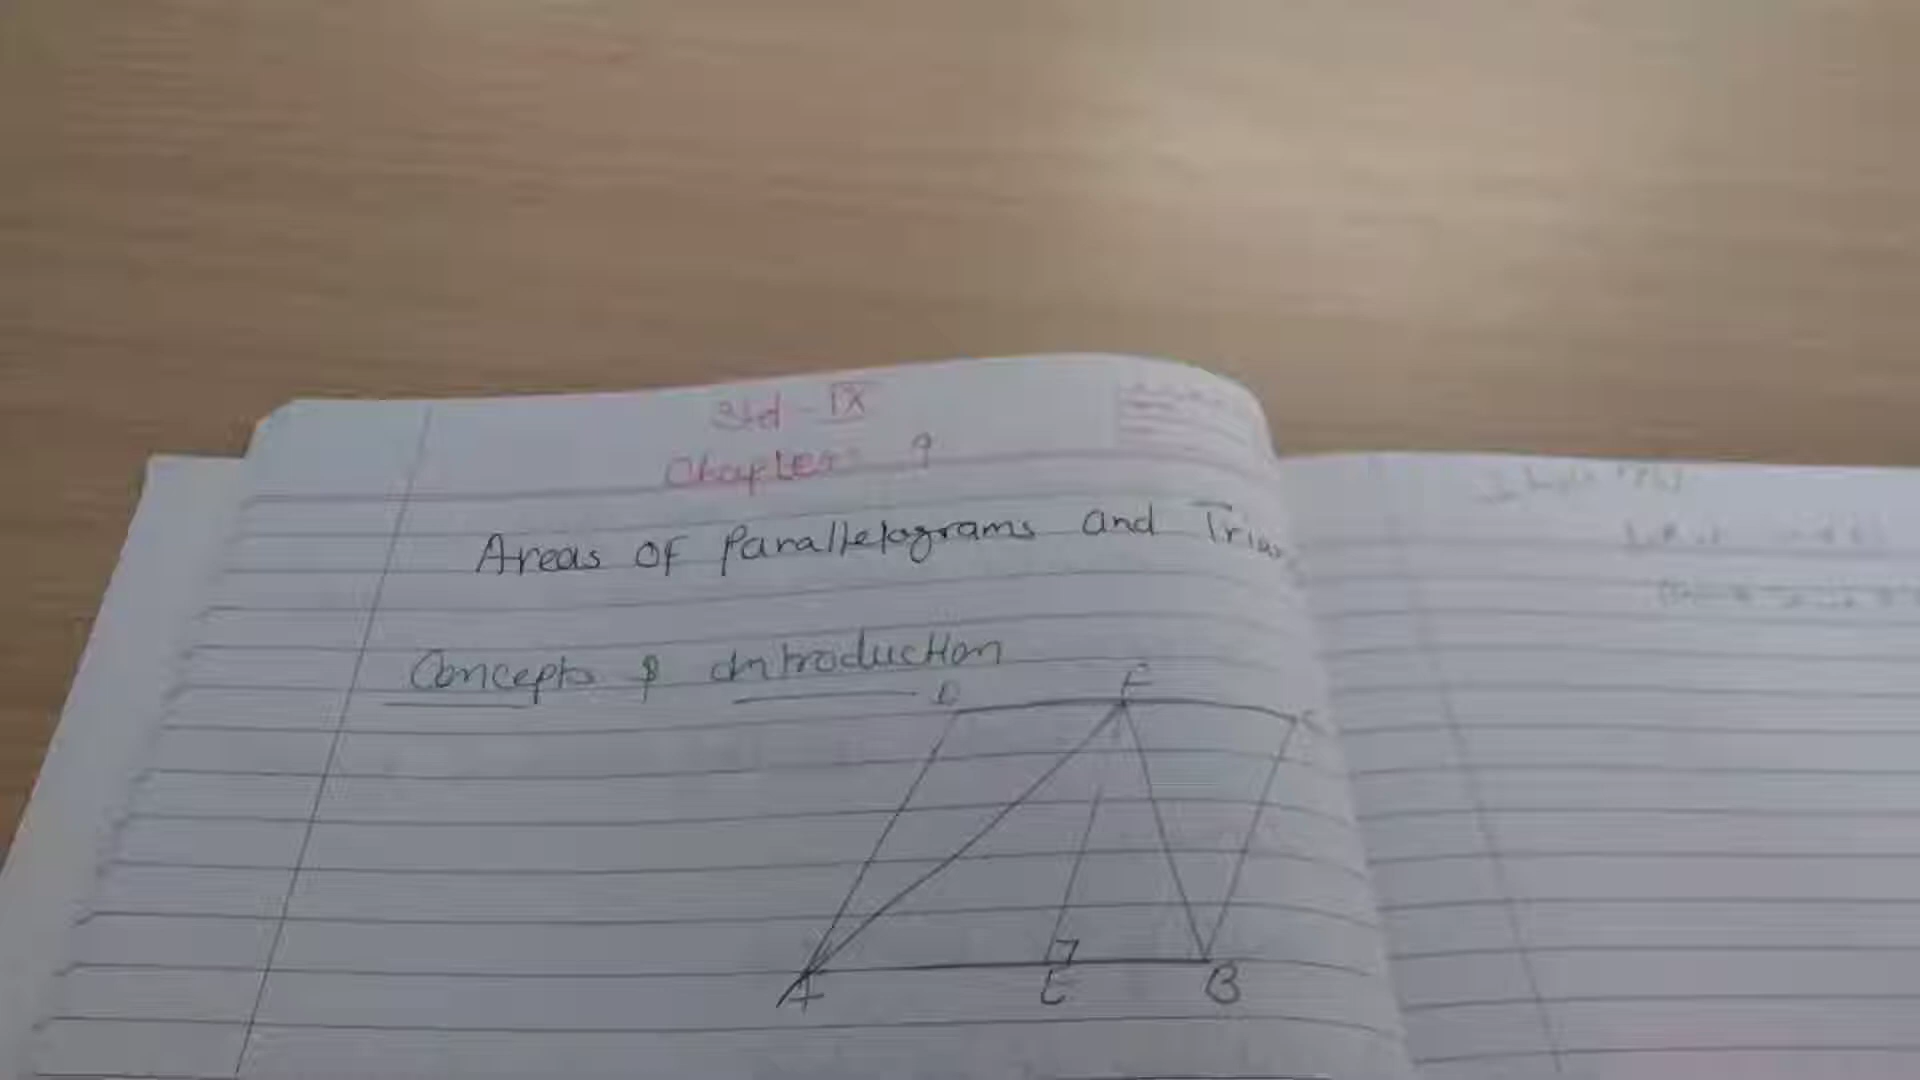 Std - IX
Chapter 9
Areas of Parallelograms and
Concepts & Introduction
D F C
A E B